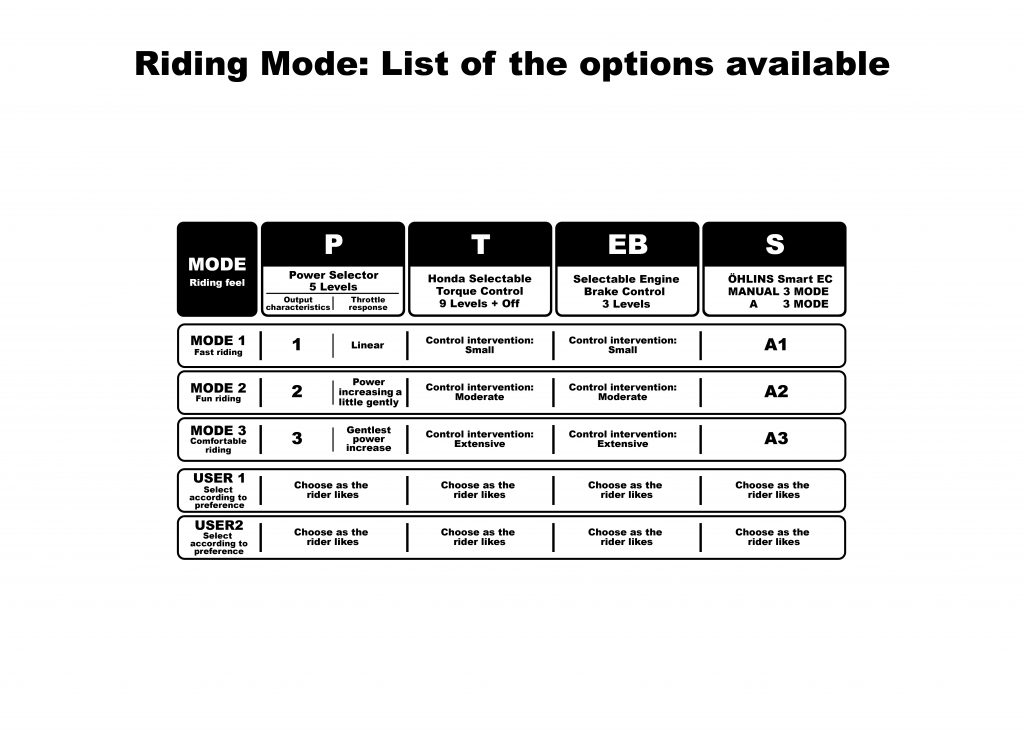 Riding Mode: List of the options available
MODE
Riding feel
P
Power Selector
5 Levels
Output
characteristics
Throttle
response
T
Honda Selectable
Torque Control
9 Levels + Off
EB
Selectable Engine
Brake Control
3 Levels
S
ÖHLINS Smart EC
MANUAL 3 MODE
A 3 MODE
MODE 1
Fast riding
1
Linear
Control intervention:
Small
Control intervention:
Small
A1
MODE 2
Fun riding
2
Power
increasing a
little gently
Control intervention:
Moderate
Control intervention:
Moderate
A2
MODE 3
Comfortable
riding
3
Gentlest
power
increase
Control intervention:
Extensive
Control intervention:
Extensive
A3
USER 1
Select
according to
preference
Choose as the
rider likes
Choose as the
rider likes
Choose as the
rider likes
Choose as the
rider likes
USER2
Select
according to
preference
Choose as the
rider likes
Choose as the
rider likes
Choose as the
rider likes
Choose as the
rider likes